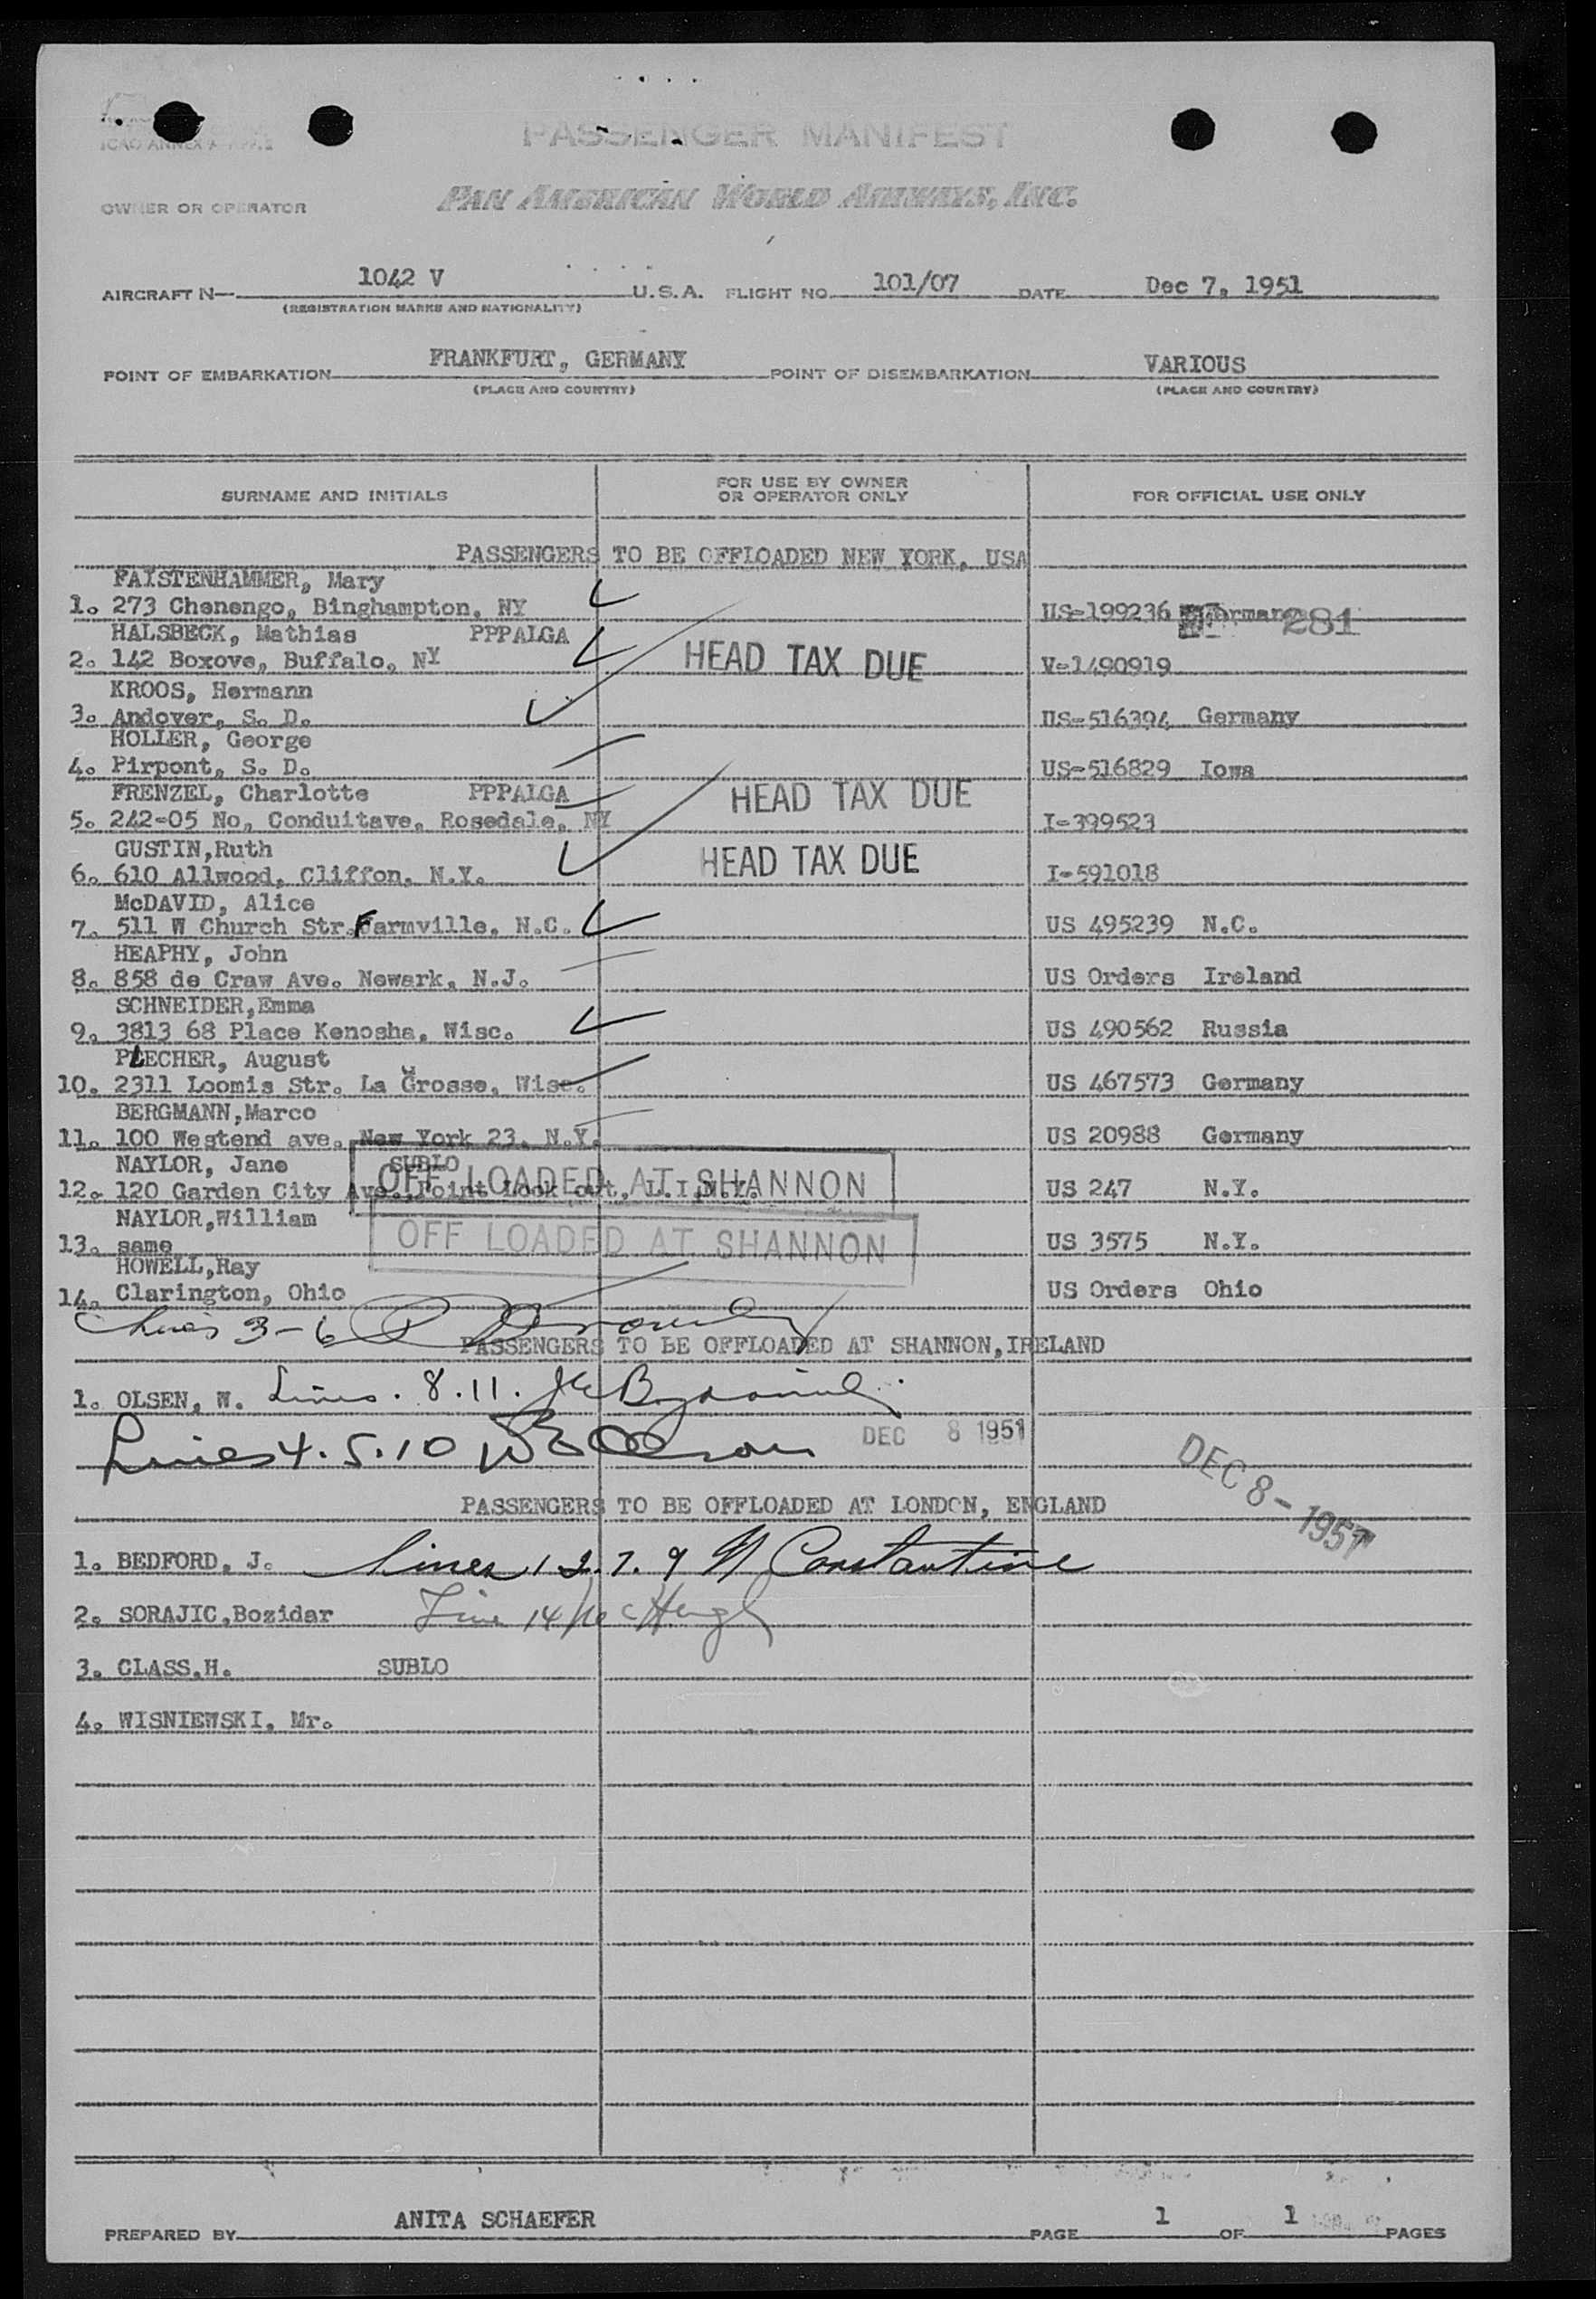 ICAO ANNEX 9
PASSENGER MANIFEST
OWNER OR OPERATOR PAN AMERICAN WORLD AIRWAYS, INC.
AIRCRAFT N— 1042 V U.S.A. FLIGHT NO. 101/07 DATE Dec 7, 1951
(REGISTRATION MARKS AND NATIONALITY)
POINT OF EMBARKATION FRANKFURT, GERMANY POINT OF DISEMBARKATION VARIOUS
(PLACE AND COUNTRY) (PLACE AND COUNTRY)
SURNAME AND INITIALS FOR USE BY OWNER OR OPERATOR ONLY FOR OFFICIAL USE ONLY
PASSENGERS TO BE OFFLOADED NEW YORK, USA
FAISTENHAMMER, Mary
1. 273 Chenengo, Binghampton, NY US-199236 281
HALSBECK, Mathias PPPALGA
2. 142 Boxove, Buffalo, NY HEAD TAX DUE V-1490919
KROOS, Hermann
3. Andover, S. D. US-516394 Germany
HOLLER, George
4. Pirpont, S. D. US-516829 Iowa
FRENZEL, Charlotte PPPALGA HEAD TAX DUE
5. 242-05 No, Conduitave, Rosedale, NY I-399523
GUSTIN,Ruth
6. 610 Allwood, Cliffon, N.Y. HEAD TAX DUE I-591018
McDAVID, Alice
7. 511 W Church Str.Farmville, N.C. US 495239 N.C.
HEAPHY, John
8. 858 de Craw Ave. Newark, N.J. US Orders Ireland
SCHNEIDER,Emma
9. 3813 68 Place Kenosha, Wisc. US 490562 Russia
PLECHER, August
10. 2311 Loomis Str. La Grosse, Wisc. US 467573 Germany
BERGMANN,Marco
11. 100 Westend ave. New York 23, N.Y. US 20988 Germany
NAYLOR, Jane SUBLO
OFF LOADED AT SHANNON
12. 120 Garden City Ave.Point Look out, L.I.N.Y. US 247 N.Y.
NAYLOR,William
OFF LOADED AT SHANNON
13. same US 3575 N.Y.
HOWELL,Ray
14. Clarington, Ohio US Orders Ohio
Lines 3-6
PASSENGERS TO BE OFFLOADED AT SHANNON,IRELAND
1. OLSEN, W. Lines. 8.11.
Lines 4. 5. 10 DEC 8 1951
DEC 8 - 1951
PASSENGERS TO BE OFFLOADED AT LONDON, ENGLAND
1. BEDFORD, J. Lines 1 2. 7. 9 N Constantine
2. SORAJIC,Bozidar Line 14
3. CLASS,H. SUBLO
4. WISNIEWSKI, Mr.
PREPARED BY ANITA SCHAEFER PAGE 1 OF 1 PAGES